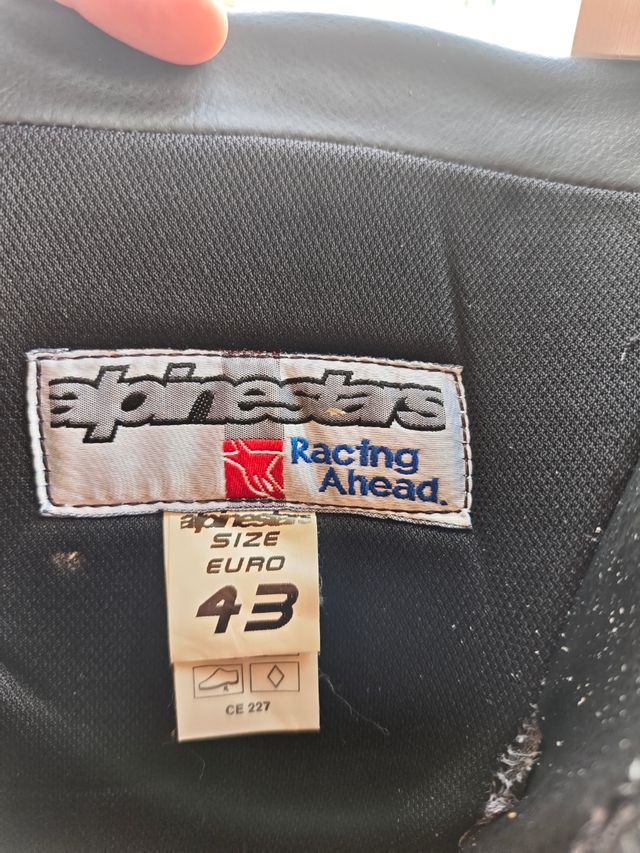 alpinestars
Racing
Ahead.
alpinestars
SIZE
EURO
43
CE 227